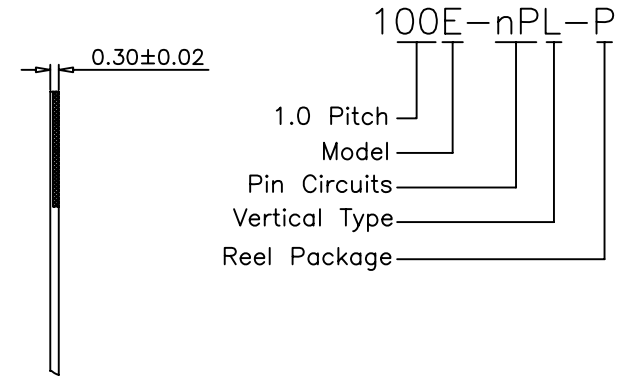 100E-nPL-P
0.30±0.02
1.0 Pitch
Model
Pin Circuits
Vertical Type
Reel Package